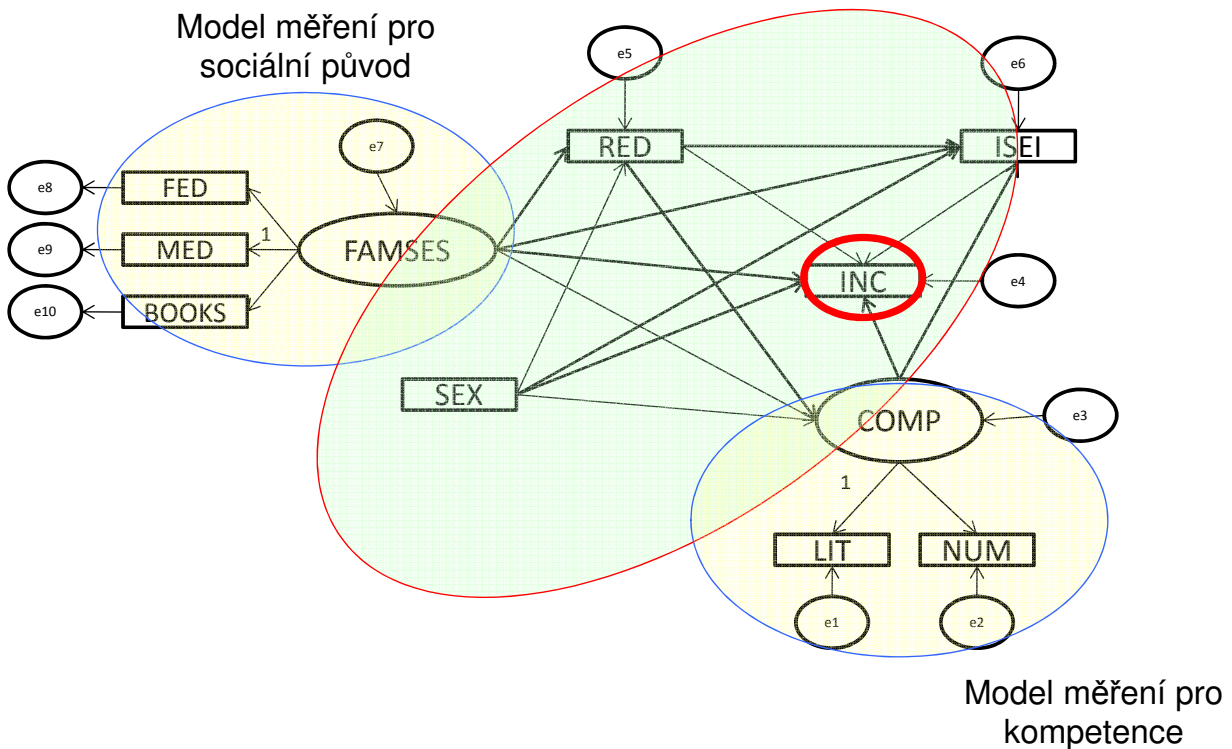 Model měření pro
sociální původ
e5
e6
e7
RED
ISEI
e8
FED
1
e9
MED
FAMSES
INC
e4
e10
BOOKS
SEX
COMP
e3
1
LIT
NUM
e1
e2
Model měření pro
kompetence